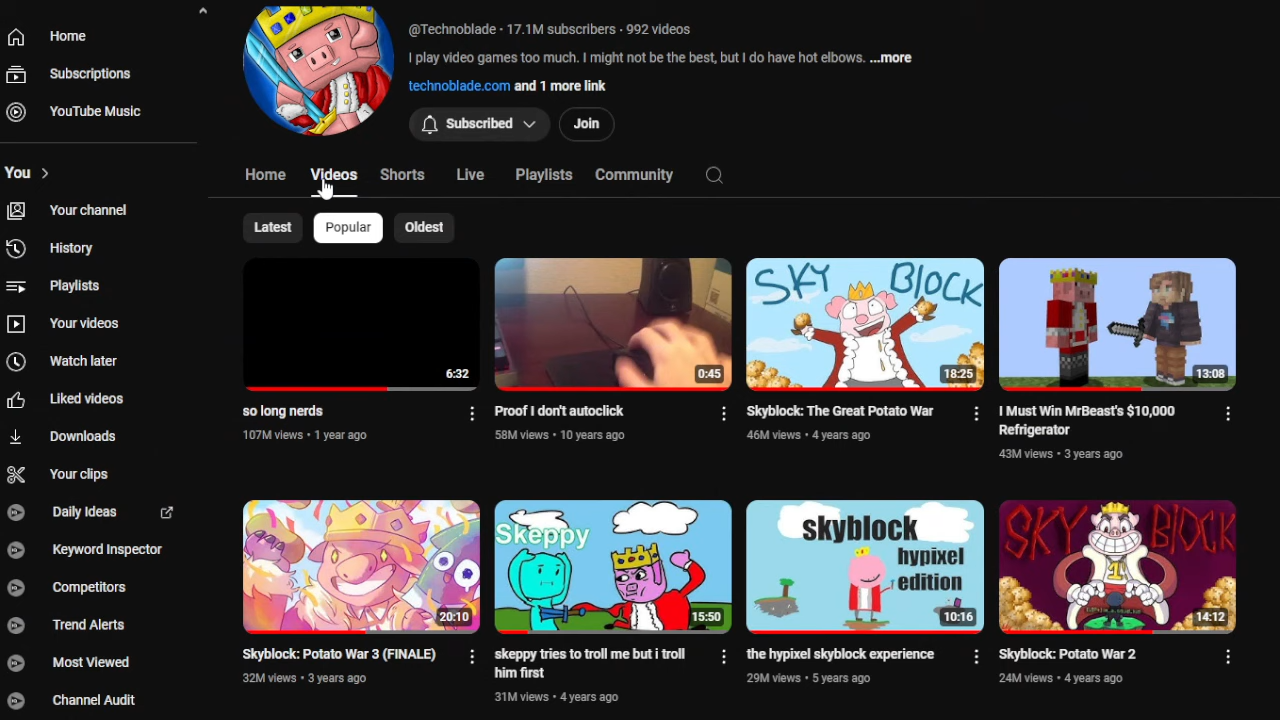 @Technoblade · 17.1M subscribers · 992 videos
I play video games too much. I might not be the best, but I do have hot elbows. ...more
technoblade.com and 1 more link
Subscribed
Join
Home
Subscriptions
YouTube Music
You
Your channel
History
Playlists
Your videos
Watch later
Liked videos
Downloads
Your clips
Daily Ideas
Keyword Inspector
Competitors
Trend Alerts
Most Viewed
Channel Audit
Home Videos Shorts Live Playlists Community
Latest Popular Oldest
6:32
so long nerds
107M views · 1 year ago
0:45
Proof I don't autoclick
58M views · 10 years ago
SKY BLOCK
18:25
Skyblock: The Great Potato War
46M views · 4 years ago
13:08
I Must Win MrBeast's $10,000
Refrigerator
43M views · 3 years ago
20:10
Skyblock: Potato War 3 (FINALE)
32M views · 3 years ago
Skeppy
15:50
skeppy tries to troll me but i troll
him first
31M views · 4 years ago
skyblock
hypixel
edition
10:16
the hypixel skyblock experience
29M views · 5 years ago
SKY BLOCK
1
14:12
Skyblock: Potato War 2
24M views · 4 years ago